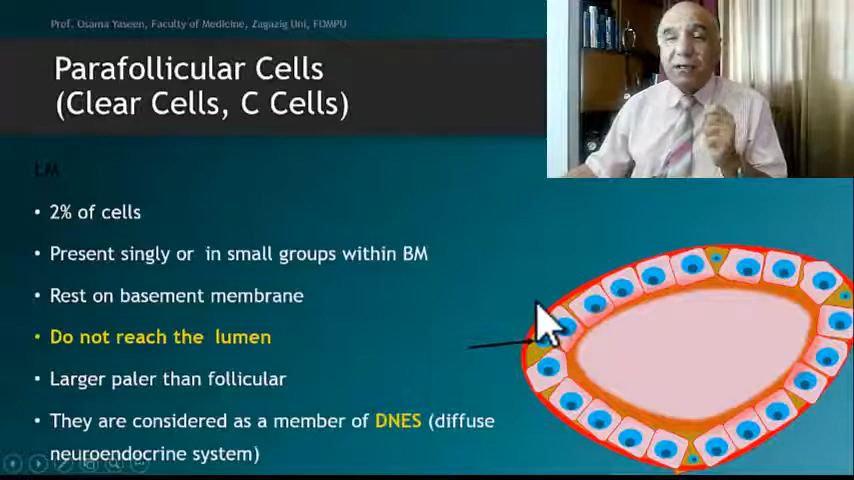 Prof. Osama Yaseen, Faculty of Medicine, Zagazig Uni, FOMPU
Parafollicular Cells
(Clear Cells, C Cells)
LM
• 2% of cells
• Present singly or in small groups within BM
• Rest on basement membrane
• Do not reach the lumen
• Larger paler than follicular
• They are considered as a member of DNES (diffuse
neuroendocrine system)